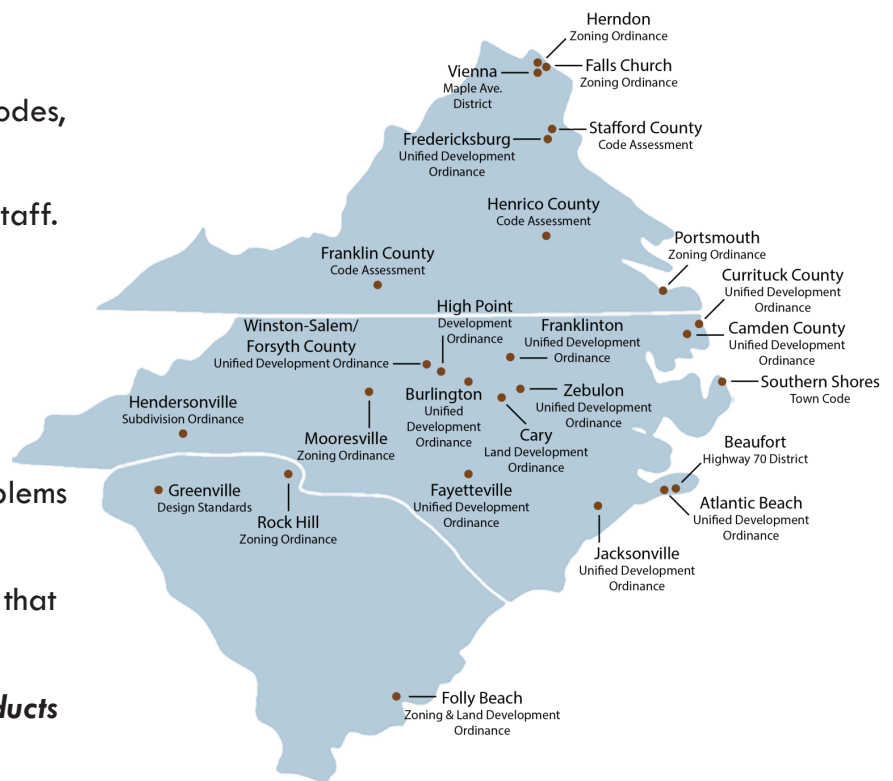 odes,
taff.
blems
that
ducts
Herndon
Zoning Ordinance
Falls Church
Zoning Ordinance
Vienna
Maple Ave.
District
Stafford County
Code Assessment
Fredericksburg
Unified Development
Ordinance
Henrico County
Code Assessment
Portsmouth
Zoning Ordinance
Franklin County
Code Assessment
Currituck County
Unified Development
Ordinance
High Point
Development
Ordinance
Winston-Salem/
Forsyth County
Unified Development Ordinance
Franklinton
Unified Development
Ordinance
Camden County
Unified Development
Ordinance
Southern Shores
Town Code
Burlington
Unified
Development
Ordinance
Zebulon
Unified Development
Ordinance
Hendersonville
Subdivision Ordinance
Mooresville
Zoning Ordinance
Cary
Land Development
Ordinance
Beaufort
Highway 70 District
Greenville
Design Standards
Rock Hill
Zoning Ordinance
Fayetteville
Unified Development
Ordinance
Atlantic Beach
Unified Development
Ordinance
Jacksonville
Unified Development
Ordinance
Folly Beach
Zoning & Land Development
Ordinance